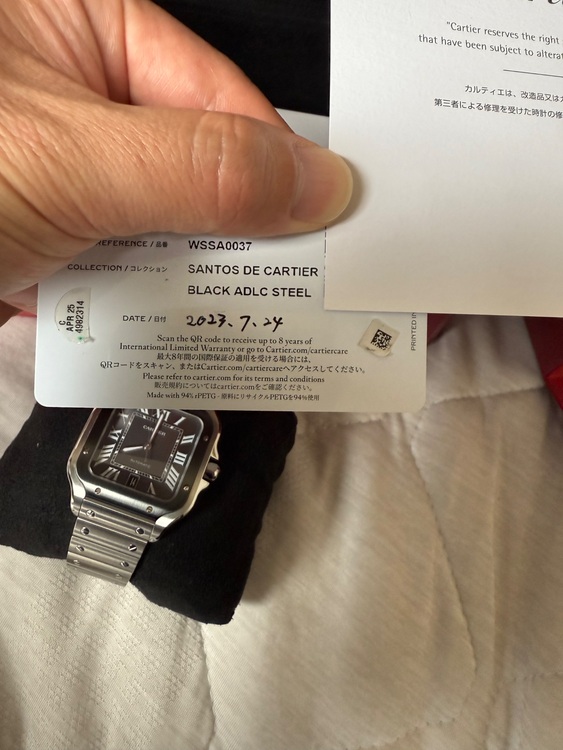 "Cartier reserves the right
that have been subject to
カルティエは、改造品又は
第三者による修理を受けた時計の修
REFERENCE / 品番 WSSA0037
COLLECTION / コレクション SANTOS DE CARTIER
BLACK ADLC STEEL
C
APR 25
4982314
DATE / 日付 2023.7.24
PRINTED IN
Scan the QR code to receive up to 8 years of
International Limited Warranty or go to Cartier.com/cartiercare
最大8年間の国際保証の適用を受ける場合には、
QRコードをスキャン、またはCartier.com/cartiercareへアクセスしてください。
Please refer to cartier.com for its terms and conditions
販売規約についてはcartier.comをご確認ください。
Made with 94% rPETG - 原料にリサイクルPETGを94%使用
CARTIER